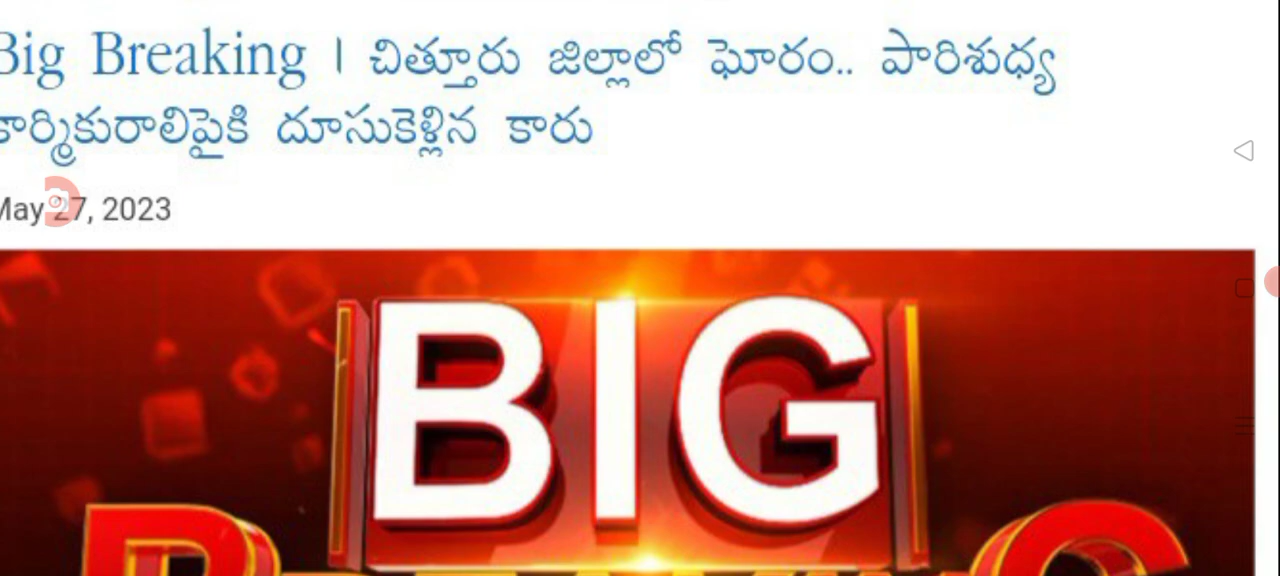 Big Breaking । చిత్తూరు జిల్లాలో ఘోరం.. పారిశుధ్య
కార్మికురాలిపైకి దూసుకెళ్లిన కారు
May 27, 2023
BIG